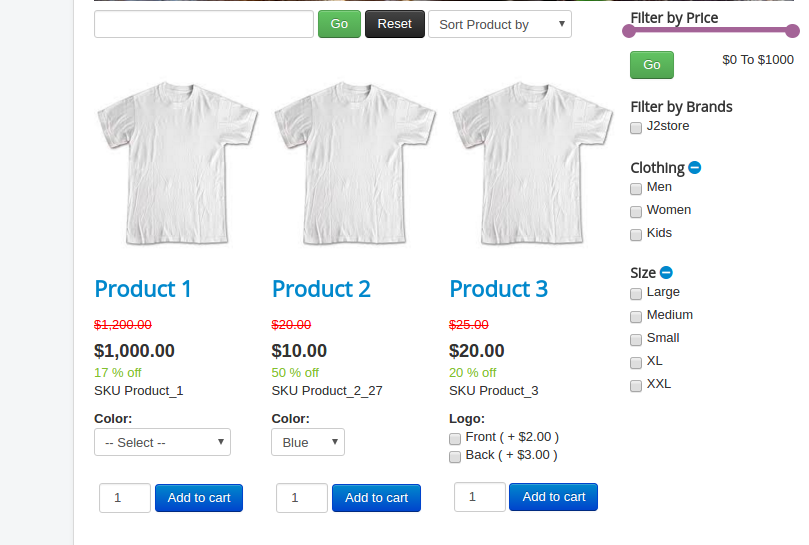 Go
Reset
Sort Product by
Filter by Price
Go
$0 To $1000
Filter by Brands
J2store
Clothing
Men
Women
Kids
Size
Large
Medium
Small
XL
XXL
Product 1
$1,200.00
$1,000.00
17 % off
SKU Product_1
Color:
-- Select --
1
Add to cart
Product 2
$20.00
$10.00
50 % off
SKU Product_2_27
Color:
Blue
1
Add to cart
Product 3
$25.00
$20.00
20 % off
SKU Product_3
Logo:
Front ( + $2.00 )
Back ( + $3.00 )
1
Add to cart